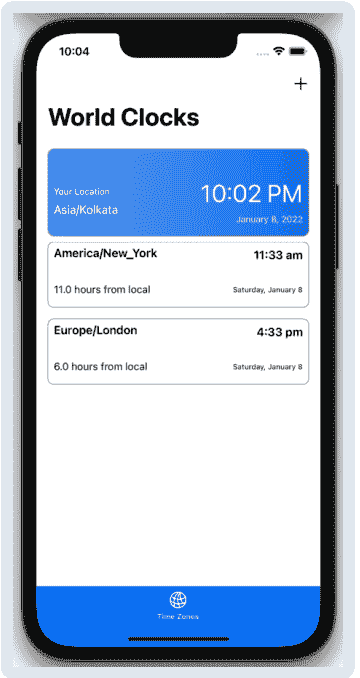 10:04
World Clocks
Your Location
Asia/Kolkata
10:02 PM
January 8, 2022
America/New_York
11:33 am
11.0 hours from local
Saturday, January 8
Europe/London
4:33 pm
6.0 hours from local
Saturday, January 8
Time Zones